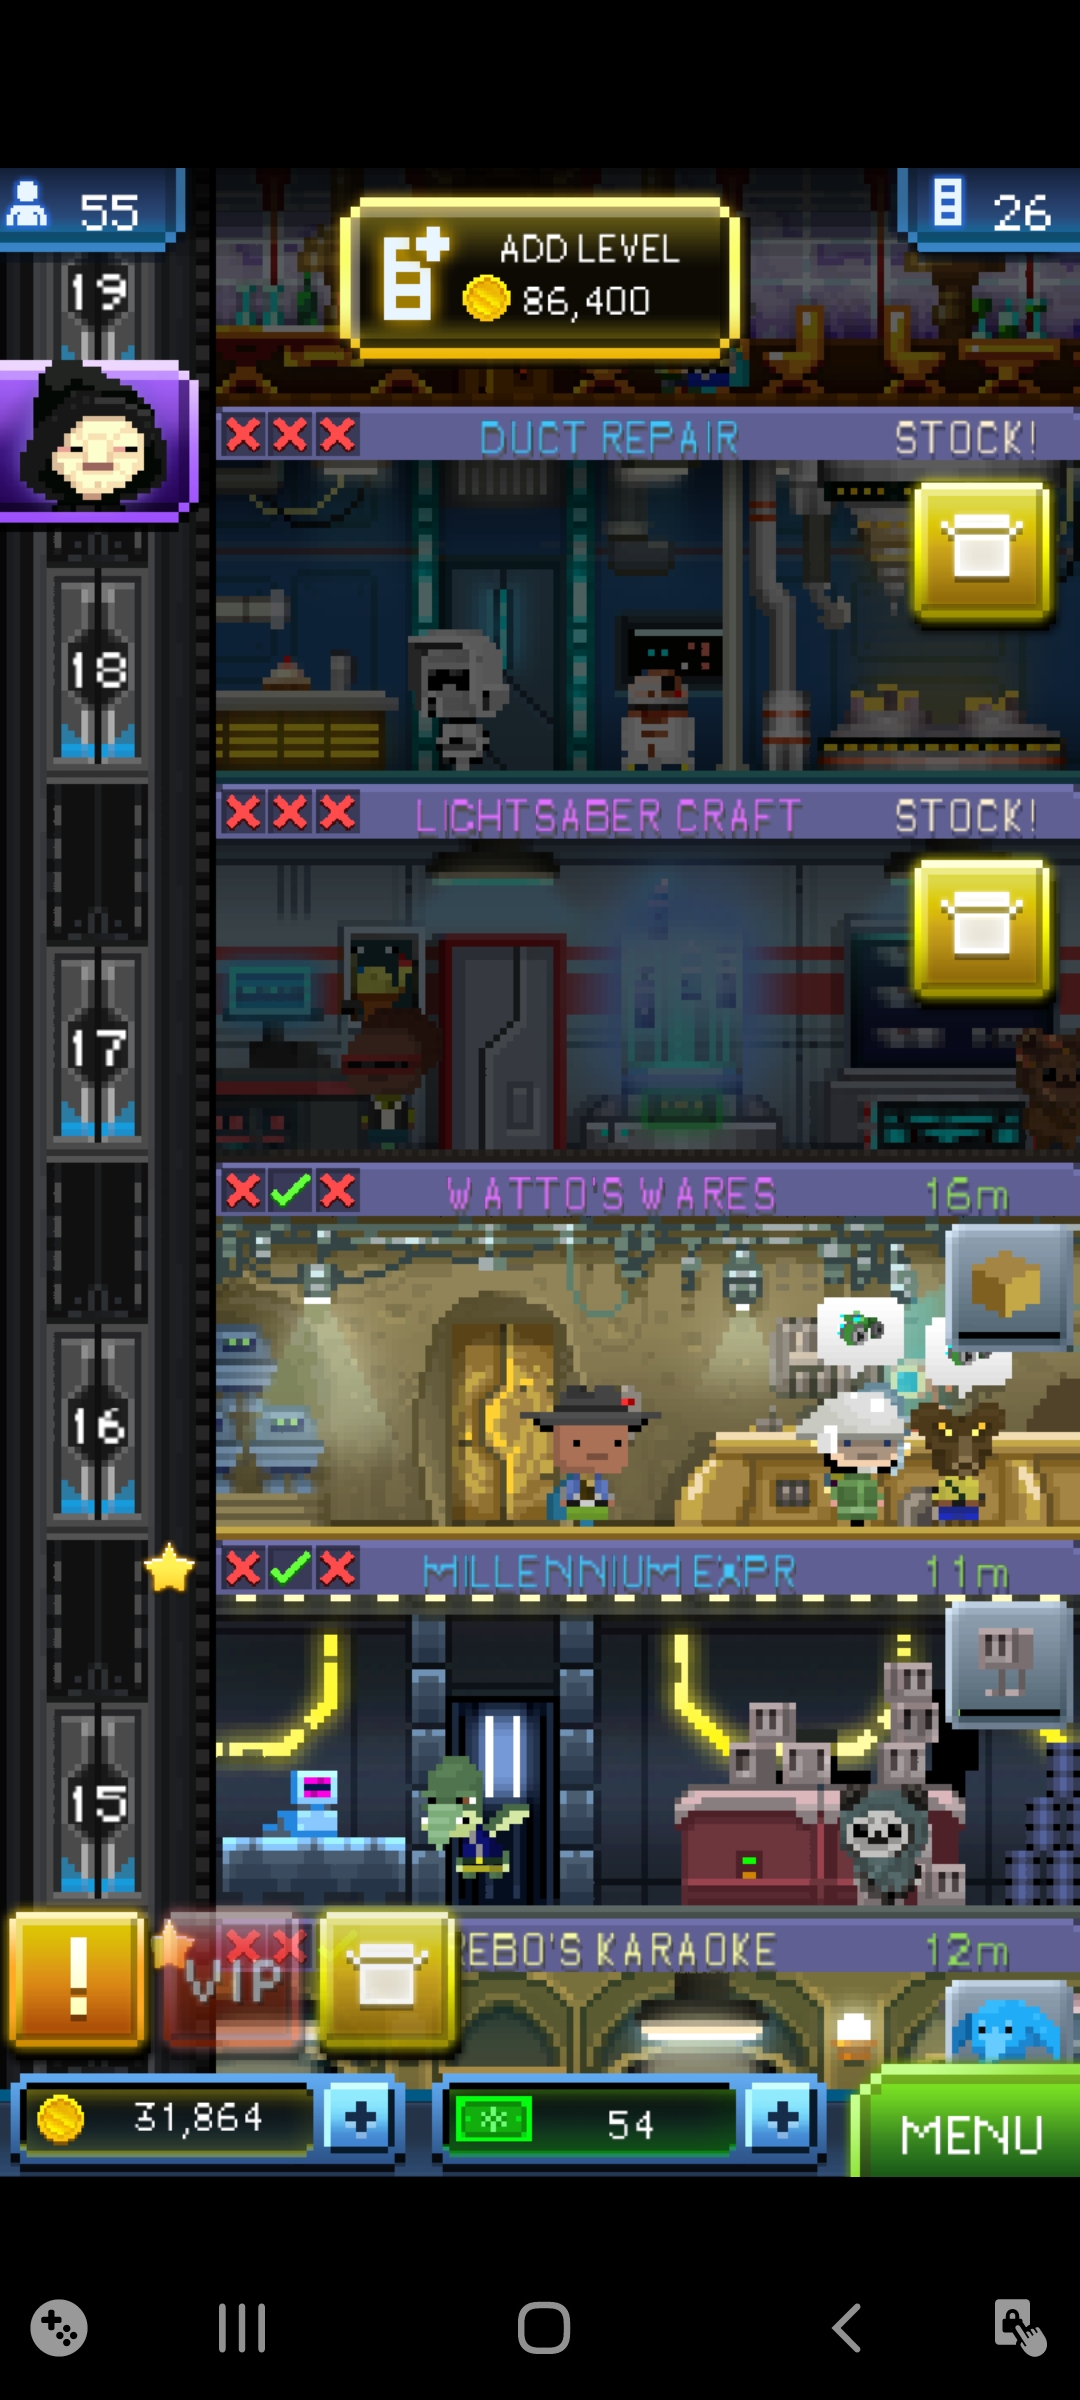 55
26
ADD LEVEL
86,400
19
DUCT REPAIR
STOCK!
18
LIGHTSABER CRAFT
STOCK!
17
WATTO'S WARES
16m
16
MILLENNIUM EXPR
11m
15
VIP
REBO'S KARAOKE
12m
31,864
54
MENU